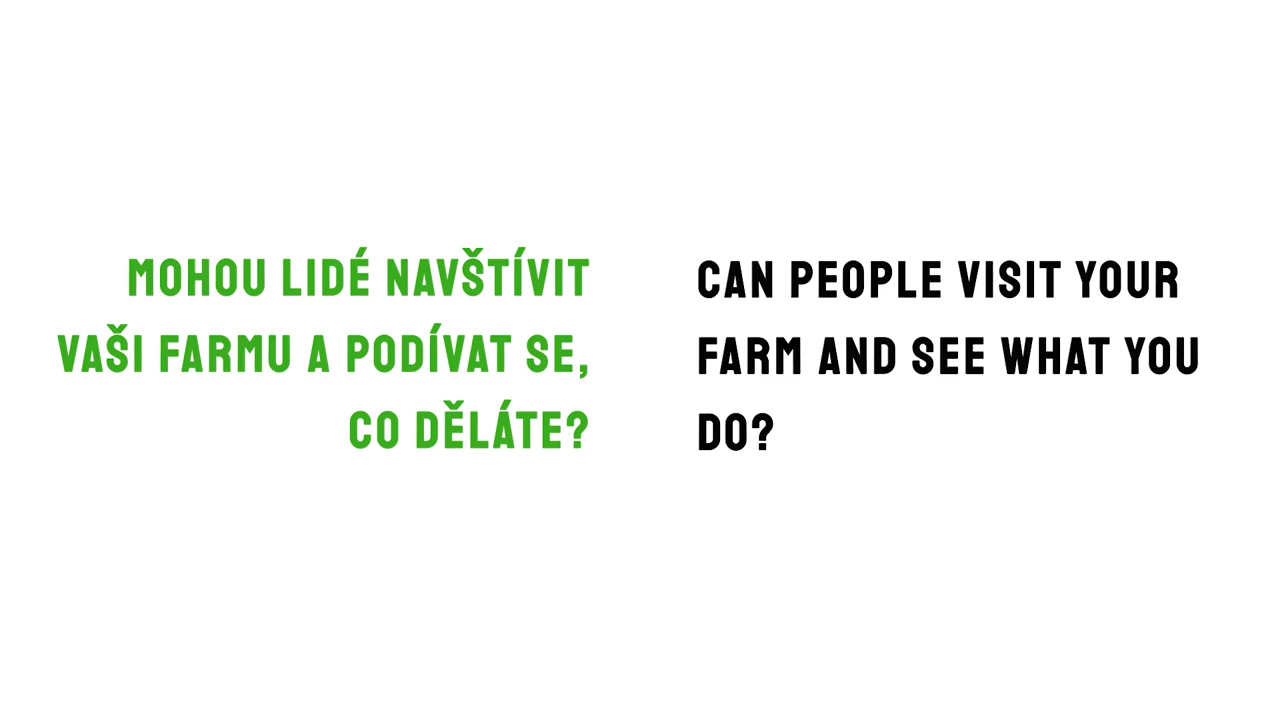 MOHOU LIDÉ NAVŠTÍVIT
VAŠI FARMU A PODÍVAT SE,
CO DĚLÁTE?
CAN PEOPLE VISIT YOUR
FARM AND SEE WHAT YOU
DO?